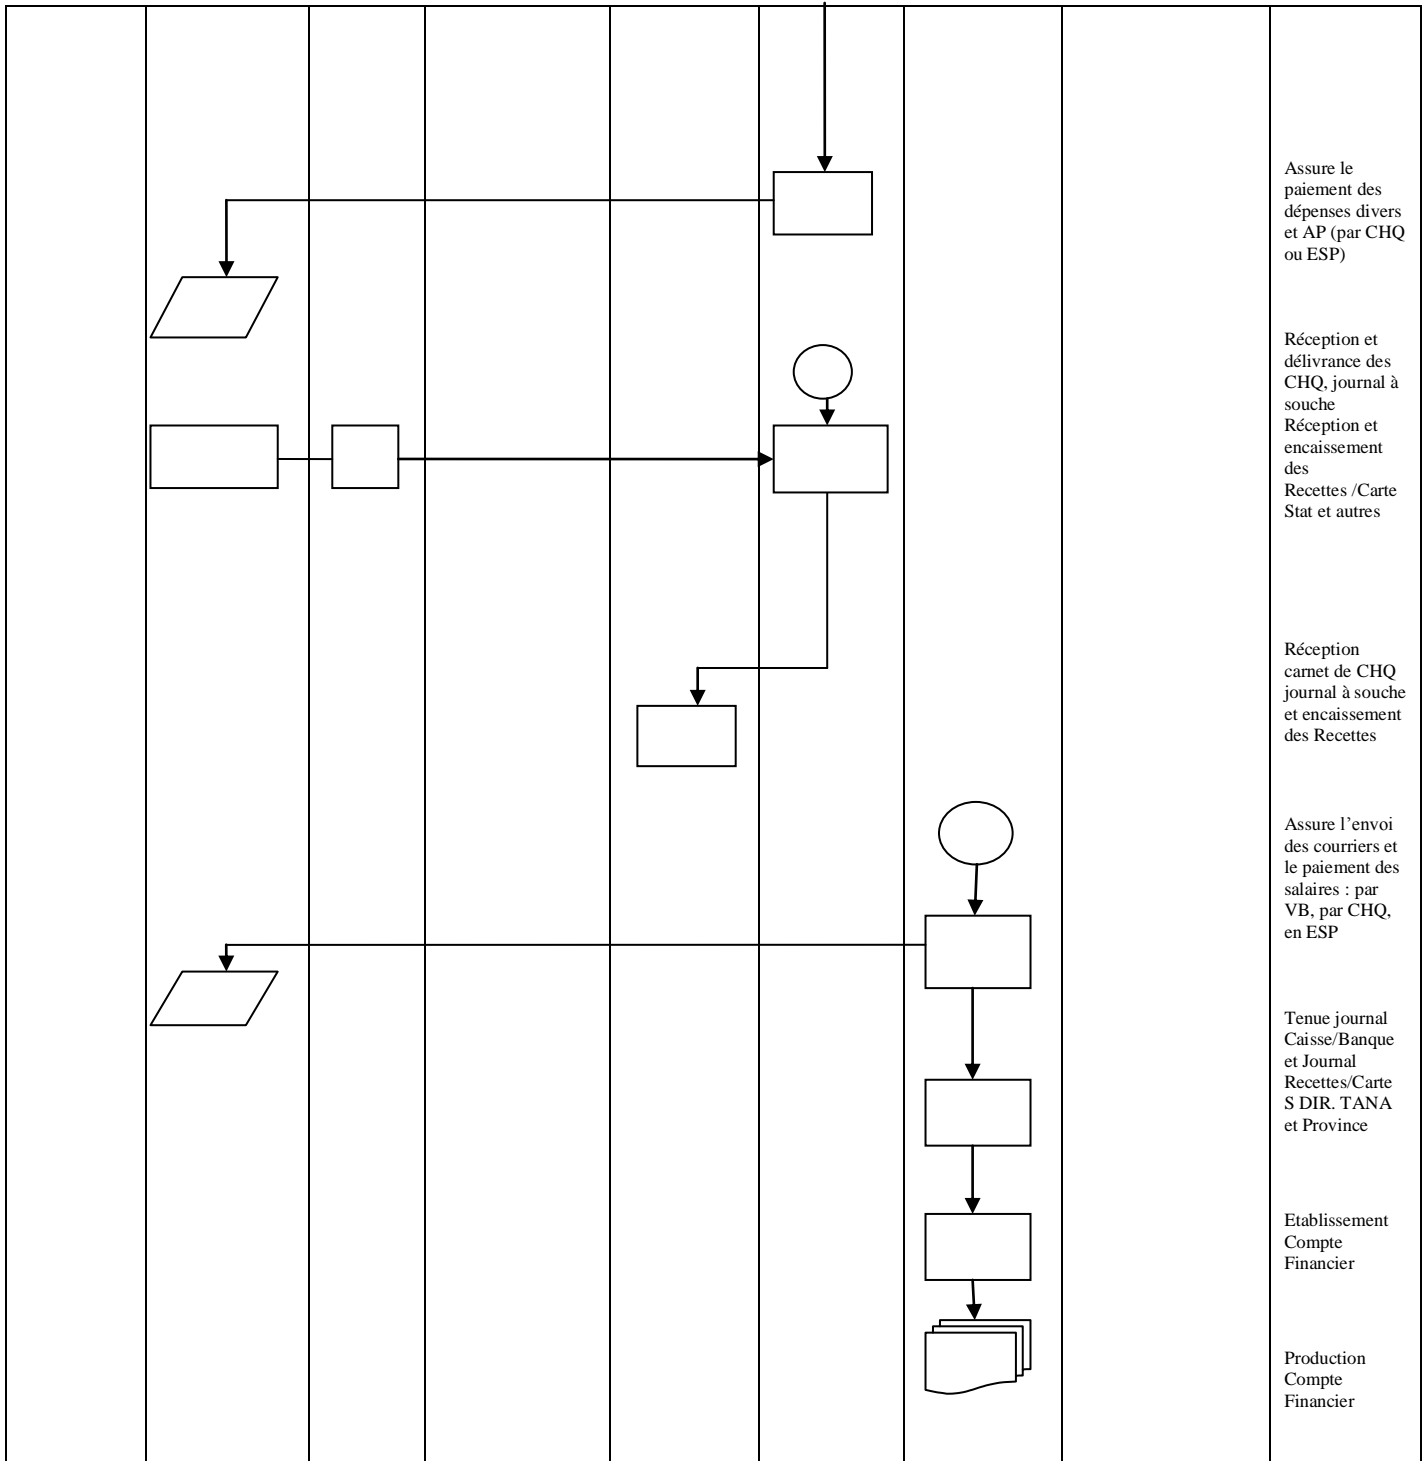 Assure le
paiement des
dépenses divers
et AP (par CHQ
ou ESP)
Réception et
délivrance des
CHQ, journal à
souche
Réception et
encaissement
des
Recettes /Carte
Stat et autres
Réception
carnet de CHQ
journal à souche
et encaissement
des Recettes
Assure l’envoi
des courriers et
le paiement des
salaires : par
VB, par CHQ,
en ESP
Tenue journal
Caisse/Banque
et Journal
Recettes/Carte
S DIR. TANA
et Province
Etablissement
Compte
Financier
Production
Compte
Financier